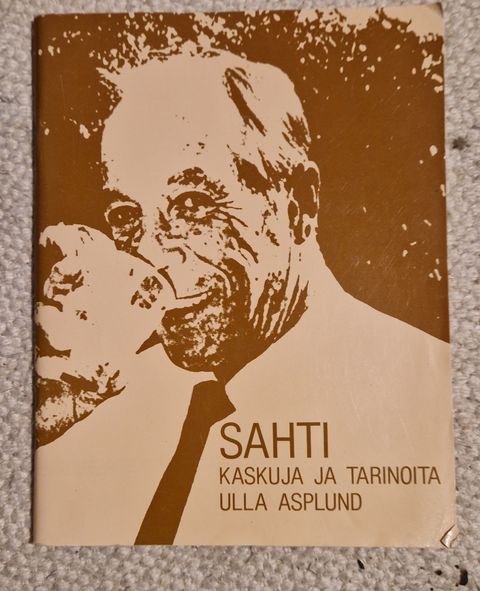 SAHTI
KASKUJA JA TARINOITA
ULLA ASPLUND